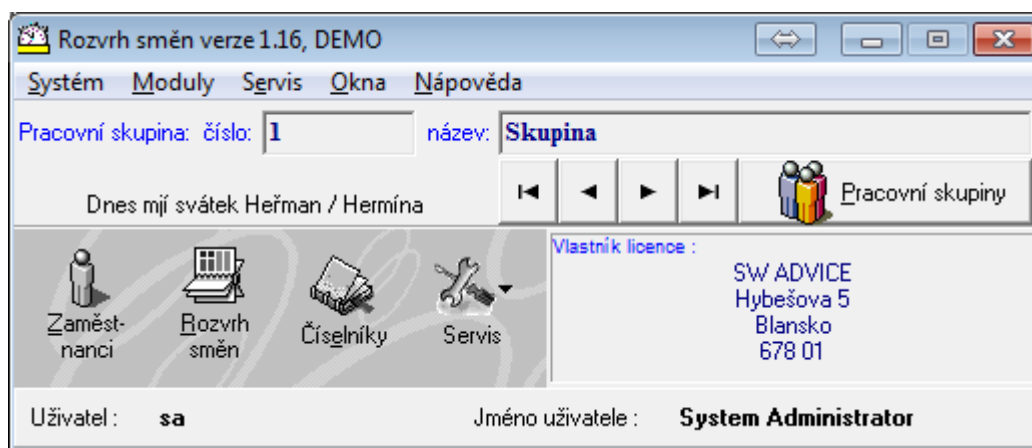 Rozvrh směn verze 1.16, DEMO
Systém Moduly Servis Okna Nápověda
Pracovní skupina: číslo: 1 název: Skupina
Dnes mjí svátek Heřman / Hermína
Pracovní skupiny
Zaměst-
nanci
Rozvrh
směn
Číselníky
Servis
Vlastník licence :
SW ADVICE
Hybešova 5
Blansko
678 01
Uživatel : sa Jméno uživatele : System Administrator